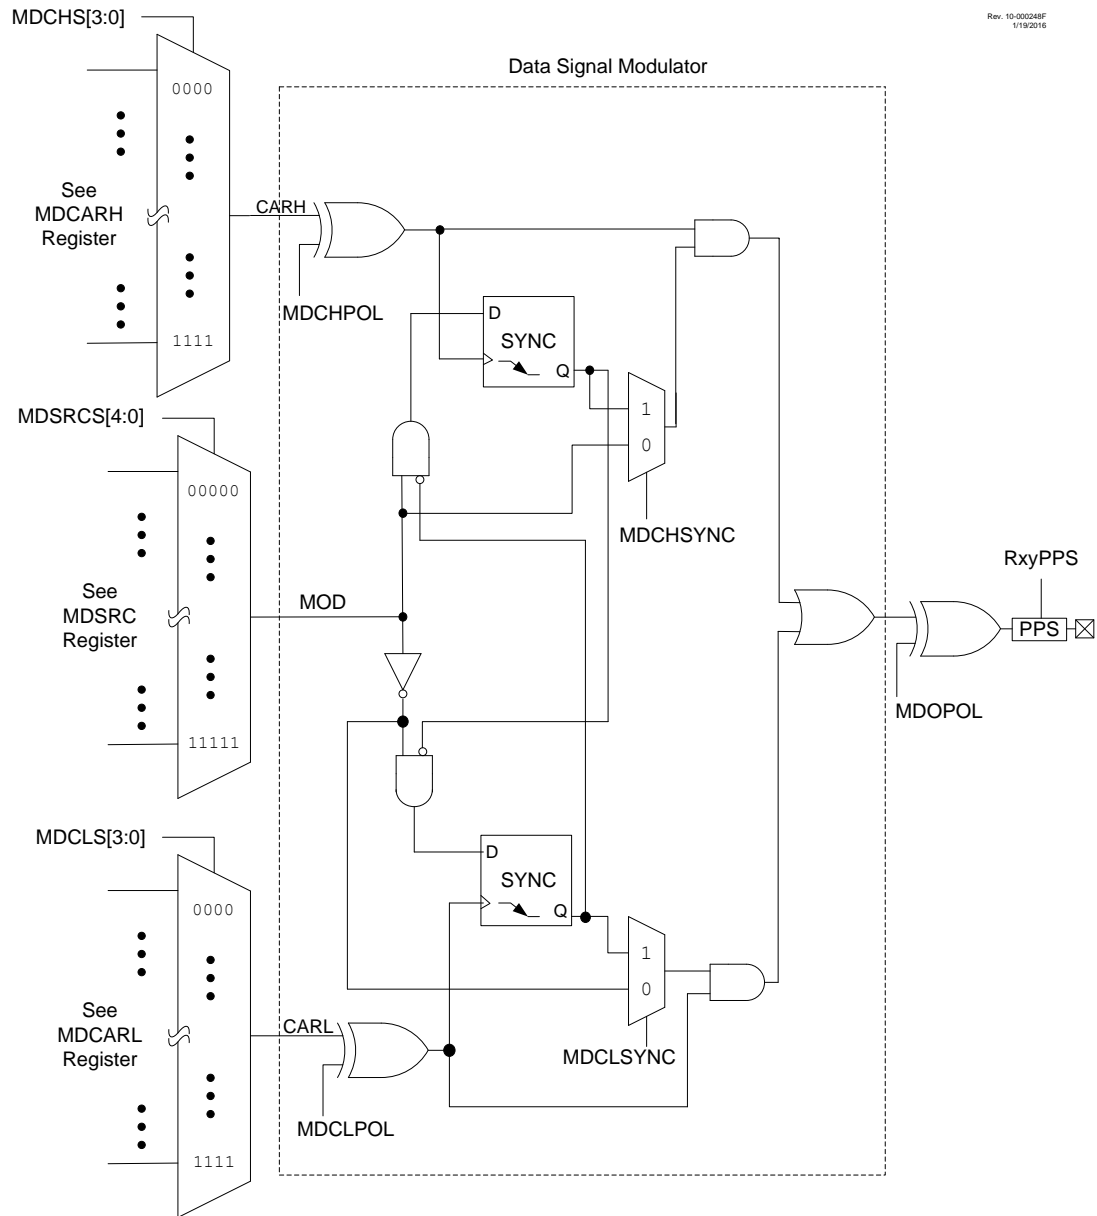 MDCHS[3:0]
Rev. 10-000248F
1/19/2016
Data Signal Modulator
0000
See
MDCARH
Register
CARH
MDCHPOL
1111
D
SYNC
Q
1
0
MDCHSYNC
MDSRCS[4:0]
00000
See
MDSRC
Register
MOD
11111
RxyPPS
PPS
MDOPOL
MDCLS[3:0]
0000
D
SYNC
Q
1
0
MDCLSYNC
See
MDCARL
Register
CARL
MDCLPOL
1111